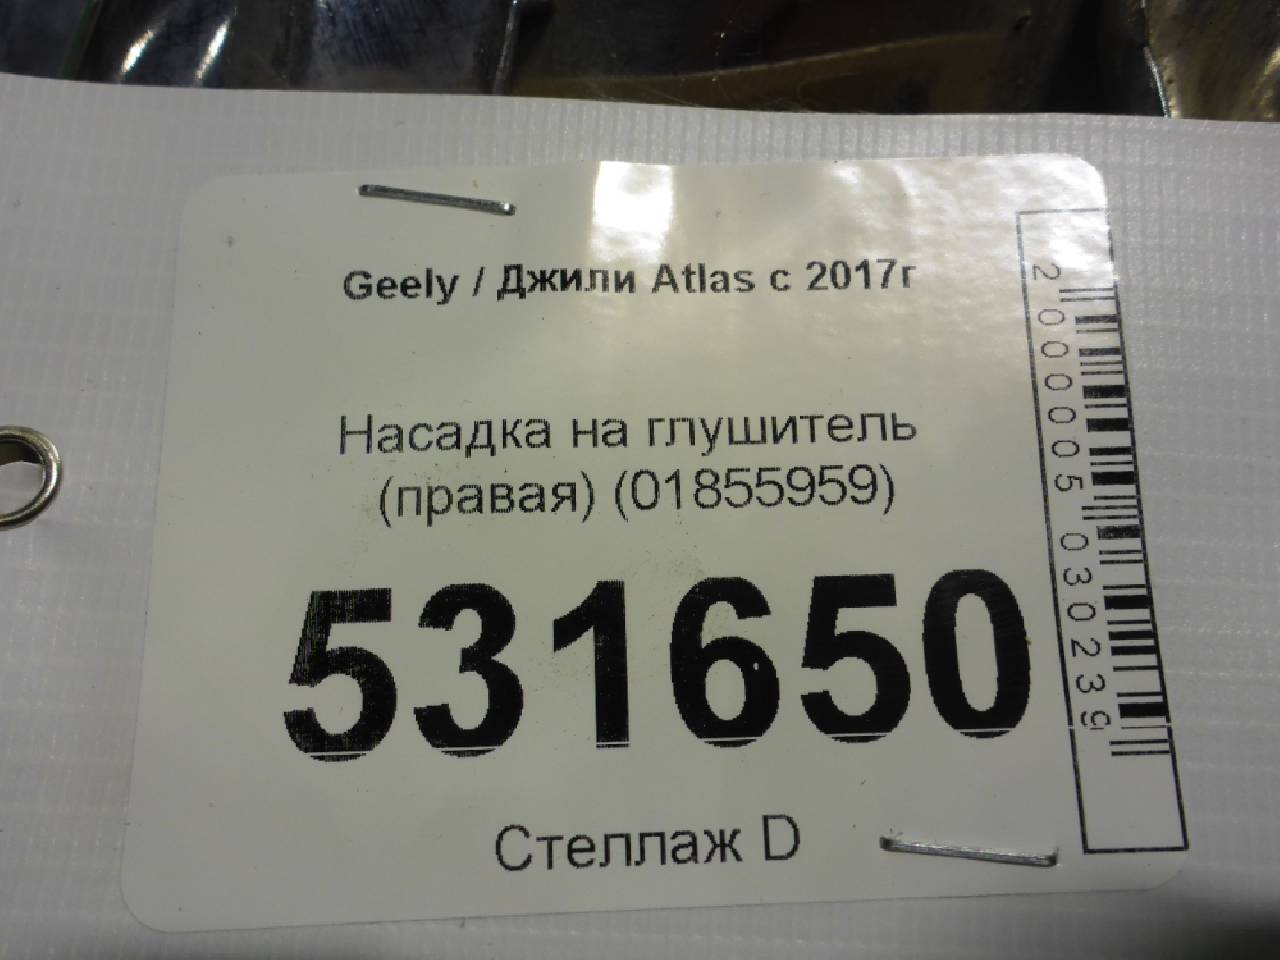 Geely / Джили Atlas с 2017г
Насадка на глушитель
(правая) (01855959)
531650
Стеллаж D
2000005030239